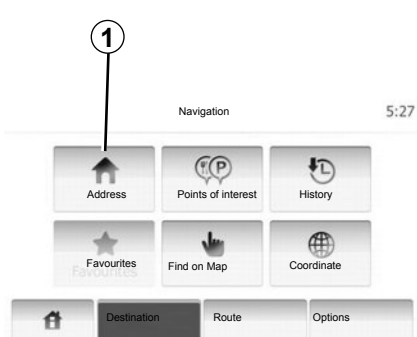 1
Navigation 5:27
Address Points of interest History
P
Favourites Find on Map Coordinate
Favourites
Destination Route Options